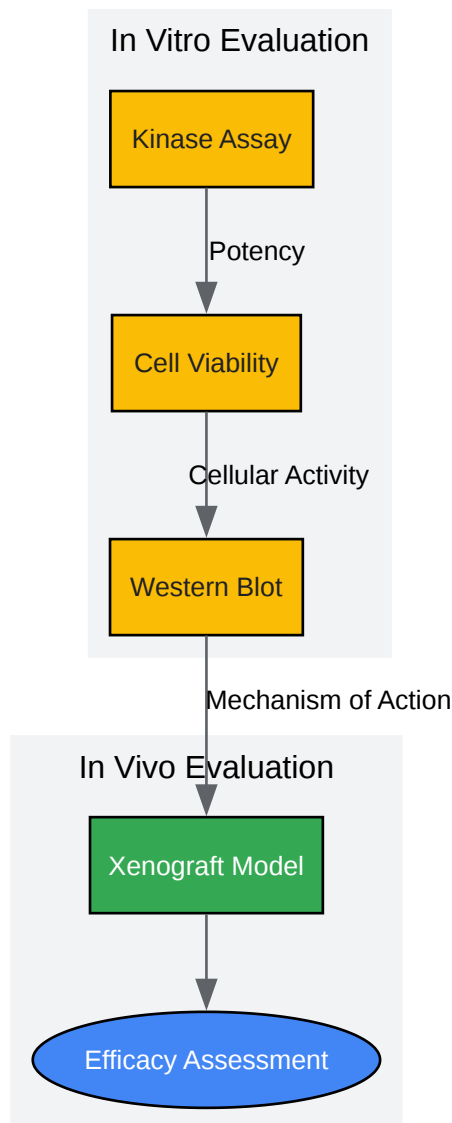 In Vitro Evaluation
Kinase Assay
Potency
Cell Viability
Cellular Activity
Western Blot
Mechanism of Action
In Vivo Evaluation
Xenograft Model
Efficacy Assessment